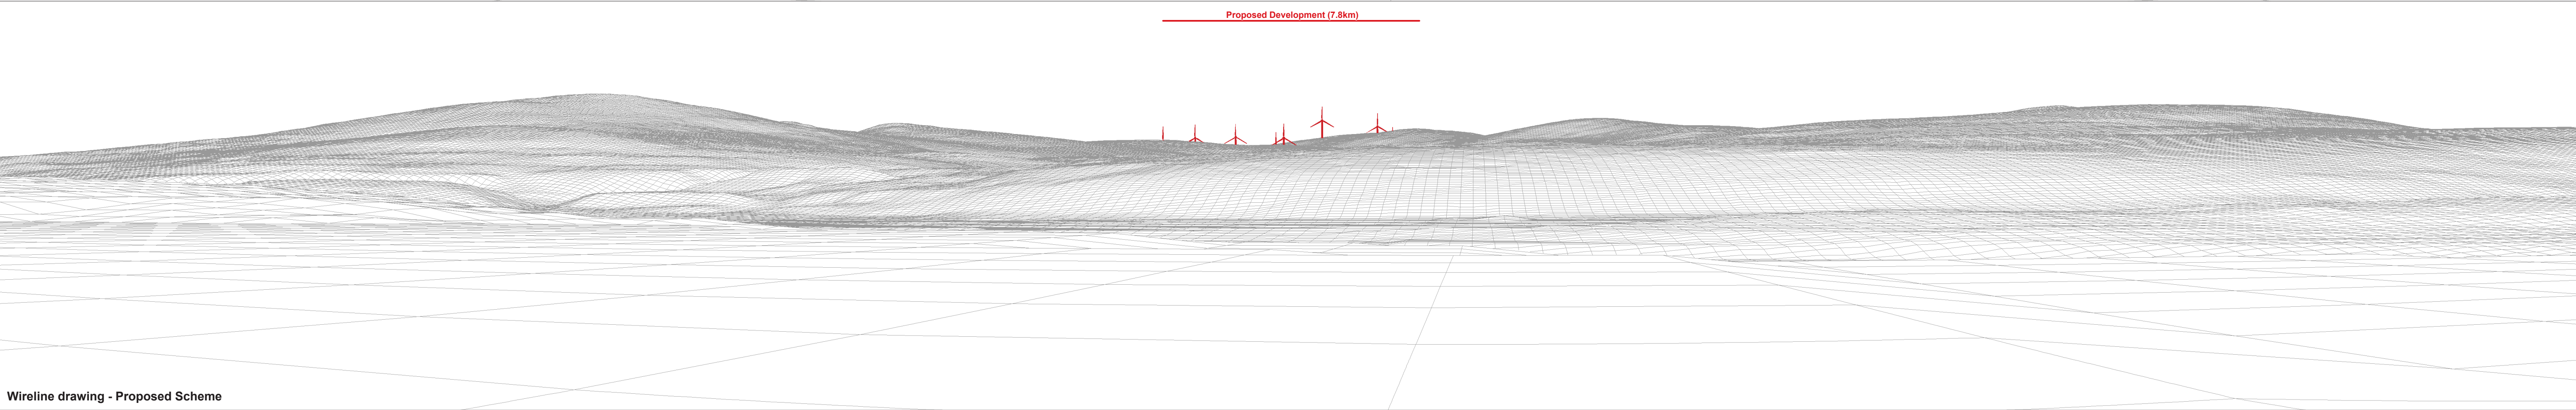 Proposed Development (7.8km)
Wireline drawing - Proposed Scheme